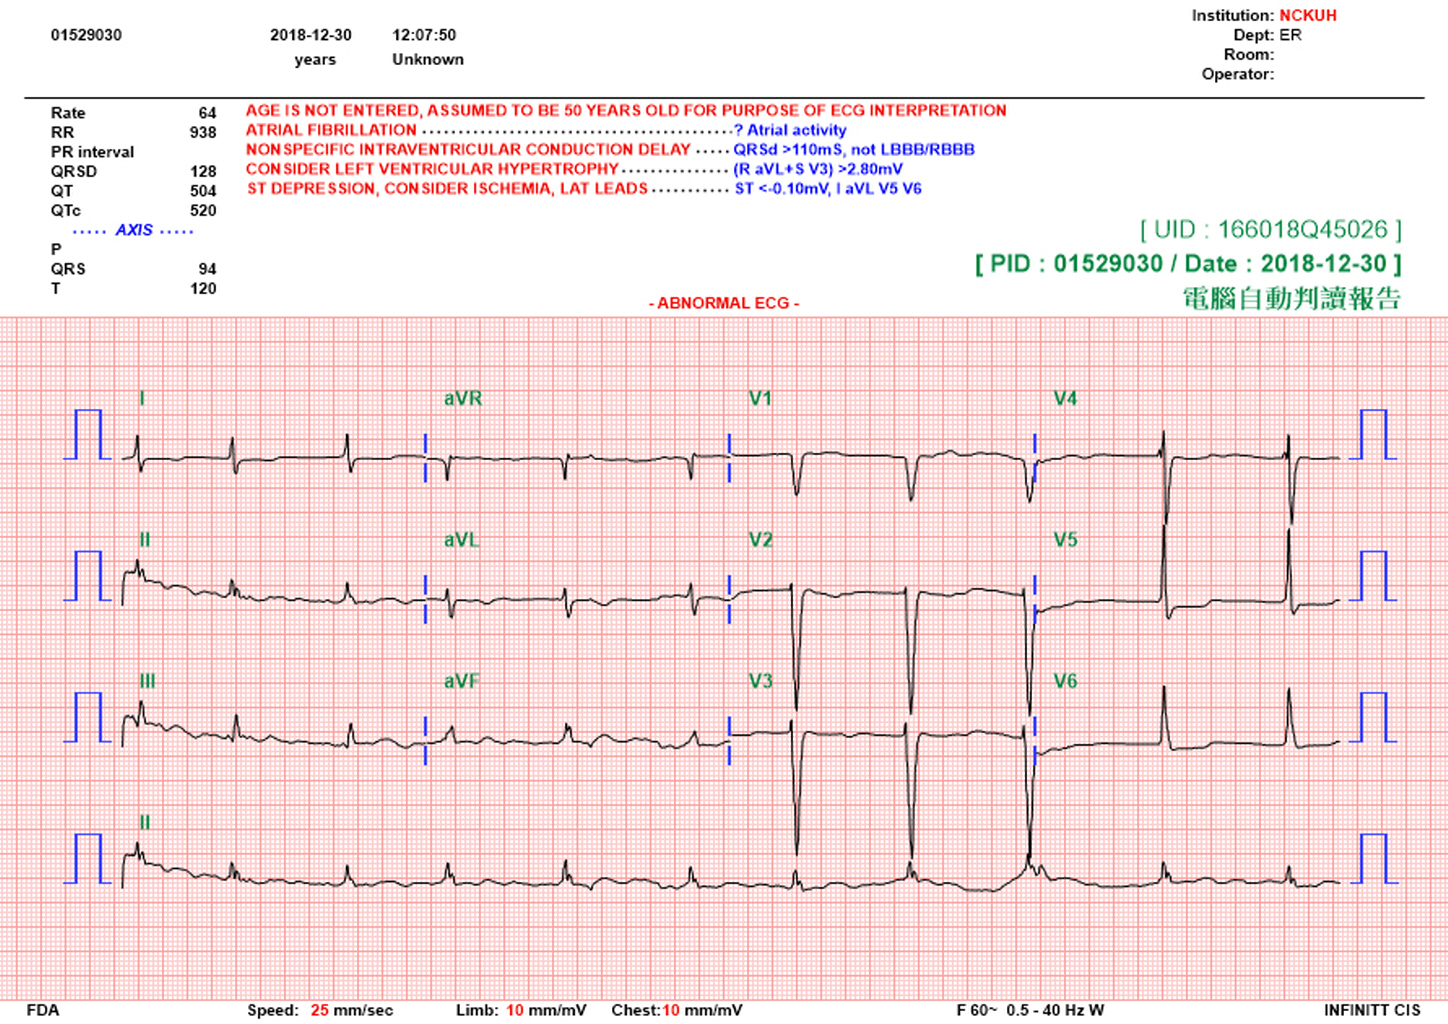 Institution: NCKUH
01529030 2018-12-30 12:07:50 Dept: ER
years Unknown Room:
Operator:
Rate 64 AGE IS NOT ENTERED, ASSUMED TO BE 50 YEARS OLD FOR PURPOSE OF ECG INTERPRETATION
RR 938 ATRIAL FIBRILLATION ? Atrial activity
PR interval NONSPECIFIC INTRAVENTRICULAR CONDUCTION DELAY QRSd >110mS, not LBBB/RBBB
QRSD 128 CONSIDER LEFT VENTRICULAR HYPERTROPHY (R aVL+S V3) >2.80mV
QT 504 ST DEPRESSION, CONSIDER ISCHEMIA, LAT LEADS ST <-0.10mV, I aVL V5 V6
QTc 520
····· AXIS ·····
P
QRS 94
T 120
[ UID : 166018Q45026 ]
[ PID : 01529030 / Date : 2018-12-30 ]
電腦自動判讀報告
- ABNORMAL ECG -
I aVR V1 V4
II aVL V2 V5
III aVF V3 V6
II
FDA Speed: 25 mm/sec Limb: 10 mm/mV Chest:10 mm/mV F 60~ 0.5 - 40 Hz W INFINITT CIS